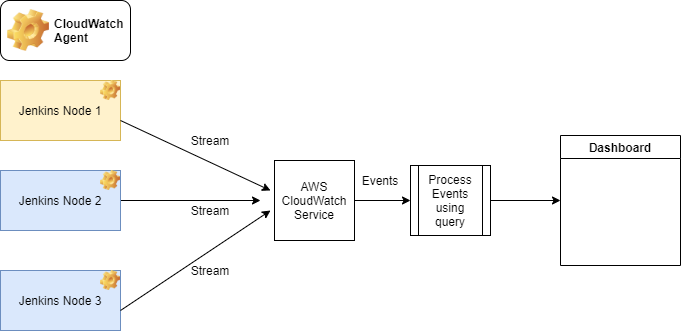 CloudWatch
Agent
Jenkins Node 1
Stream
Jenkins Node 2
Stream
Jenkins Node 3
Stream
AWS
CloudWatch
Service
Events
Process
Events
using
query
Dashboard